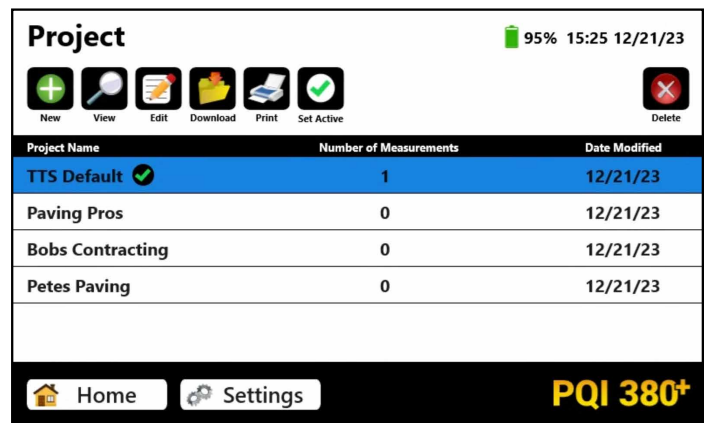 Project
95% 15:25 12/21/23
New View Edit Download Print Set Active Delete
Project Name Number of Measurements Date Modified
TTS Default 1 12/21/23
Paving Pros 0 12/21/23
Bobs Contracting 0 12/21/23
Petes Paving 0 12/21/23
Home Settings PQI 380+